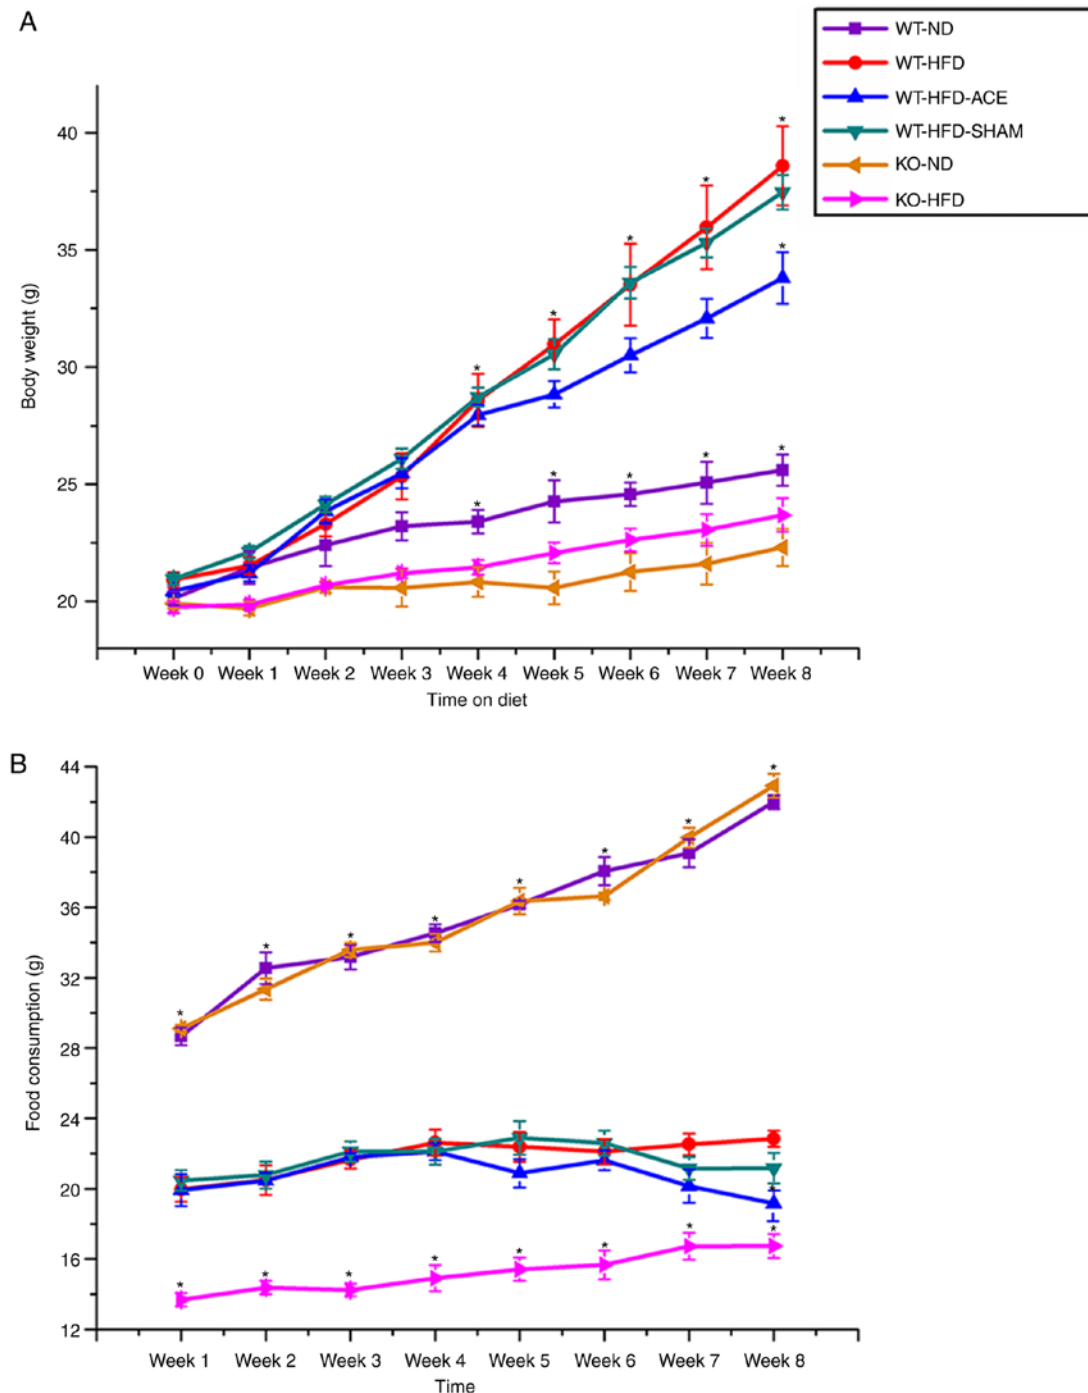 A
WT-ND
WT-HFD
WT-HFD-ACE
WT-HFD-SHAM
KO-ND
KO-HFD
40
35
30
25
20
Body weight (g)
* * * * * * * * * * *
Week 0 Week 1 Week 2 Week 3 Week 4 Week 5 Week 6 Week 7 Week 8
Time on diet
B
44
40
36
32
28
24
20
16
12
Food consumption (g)
* * * * * * * *
*
* * * * * * * *
Week 1 Week 2 Week 3 Week 4 Week 5 Week 6 Week 7 Week 8
Time